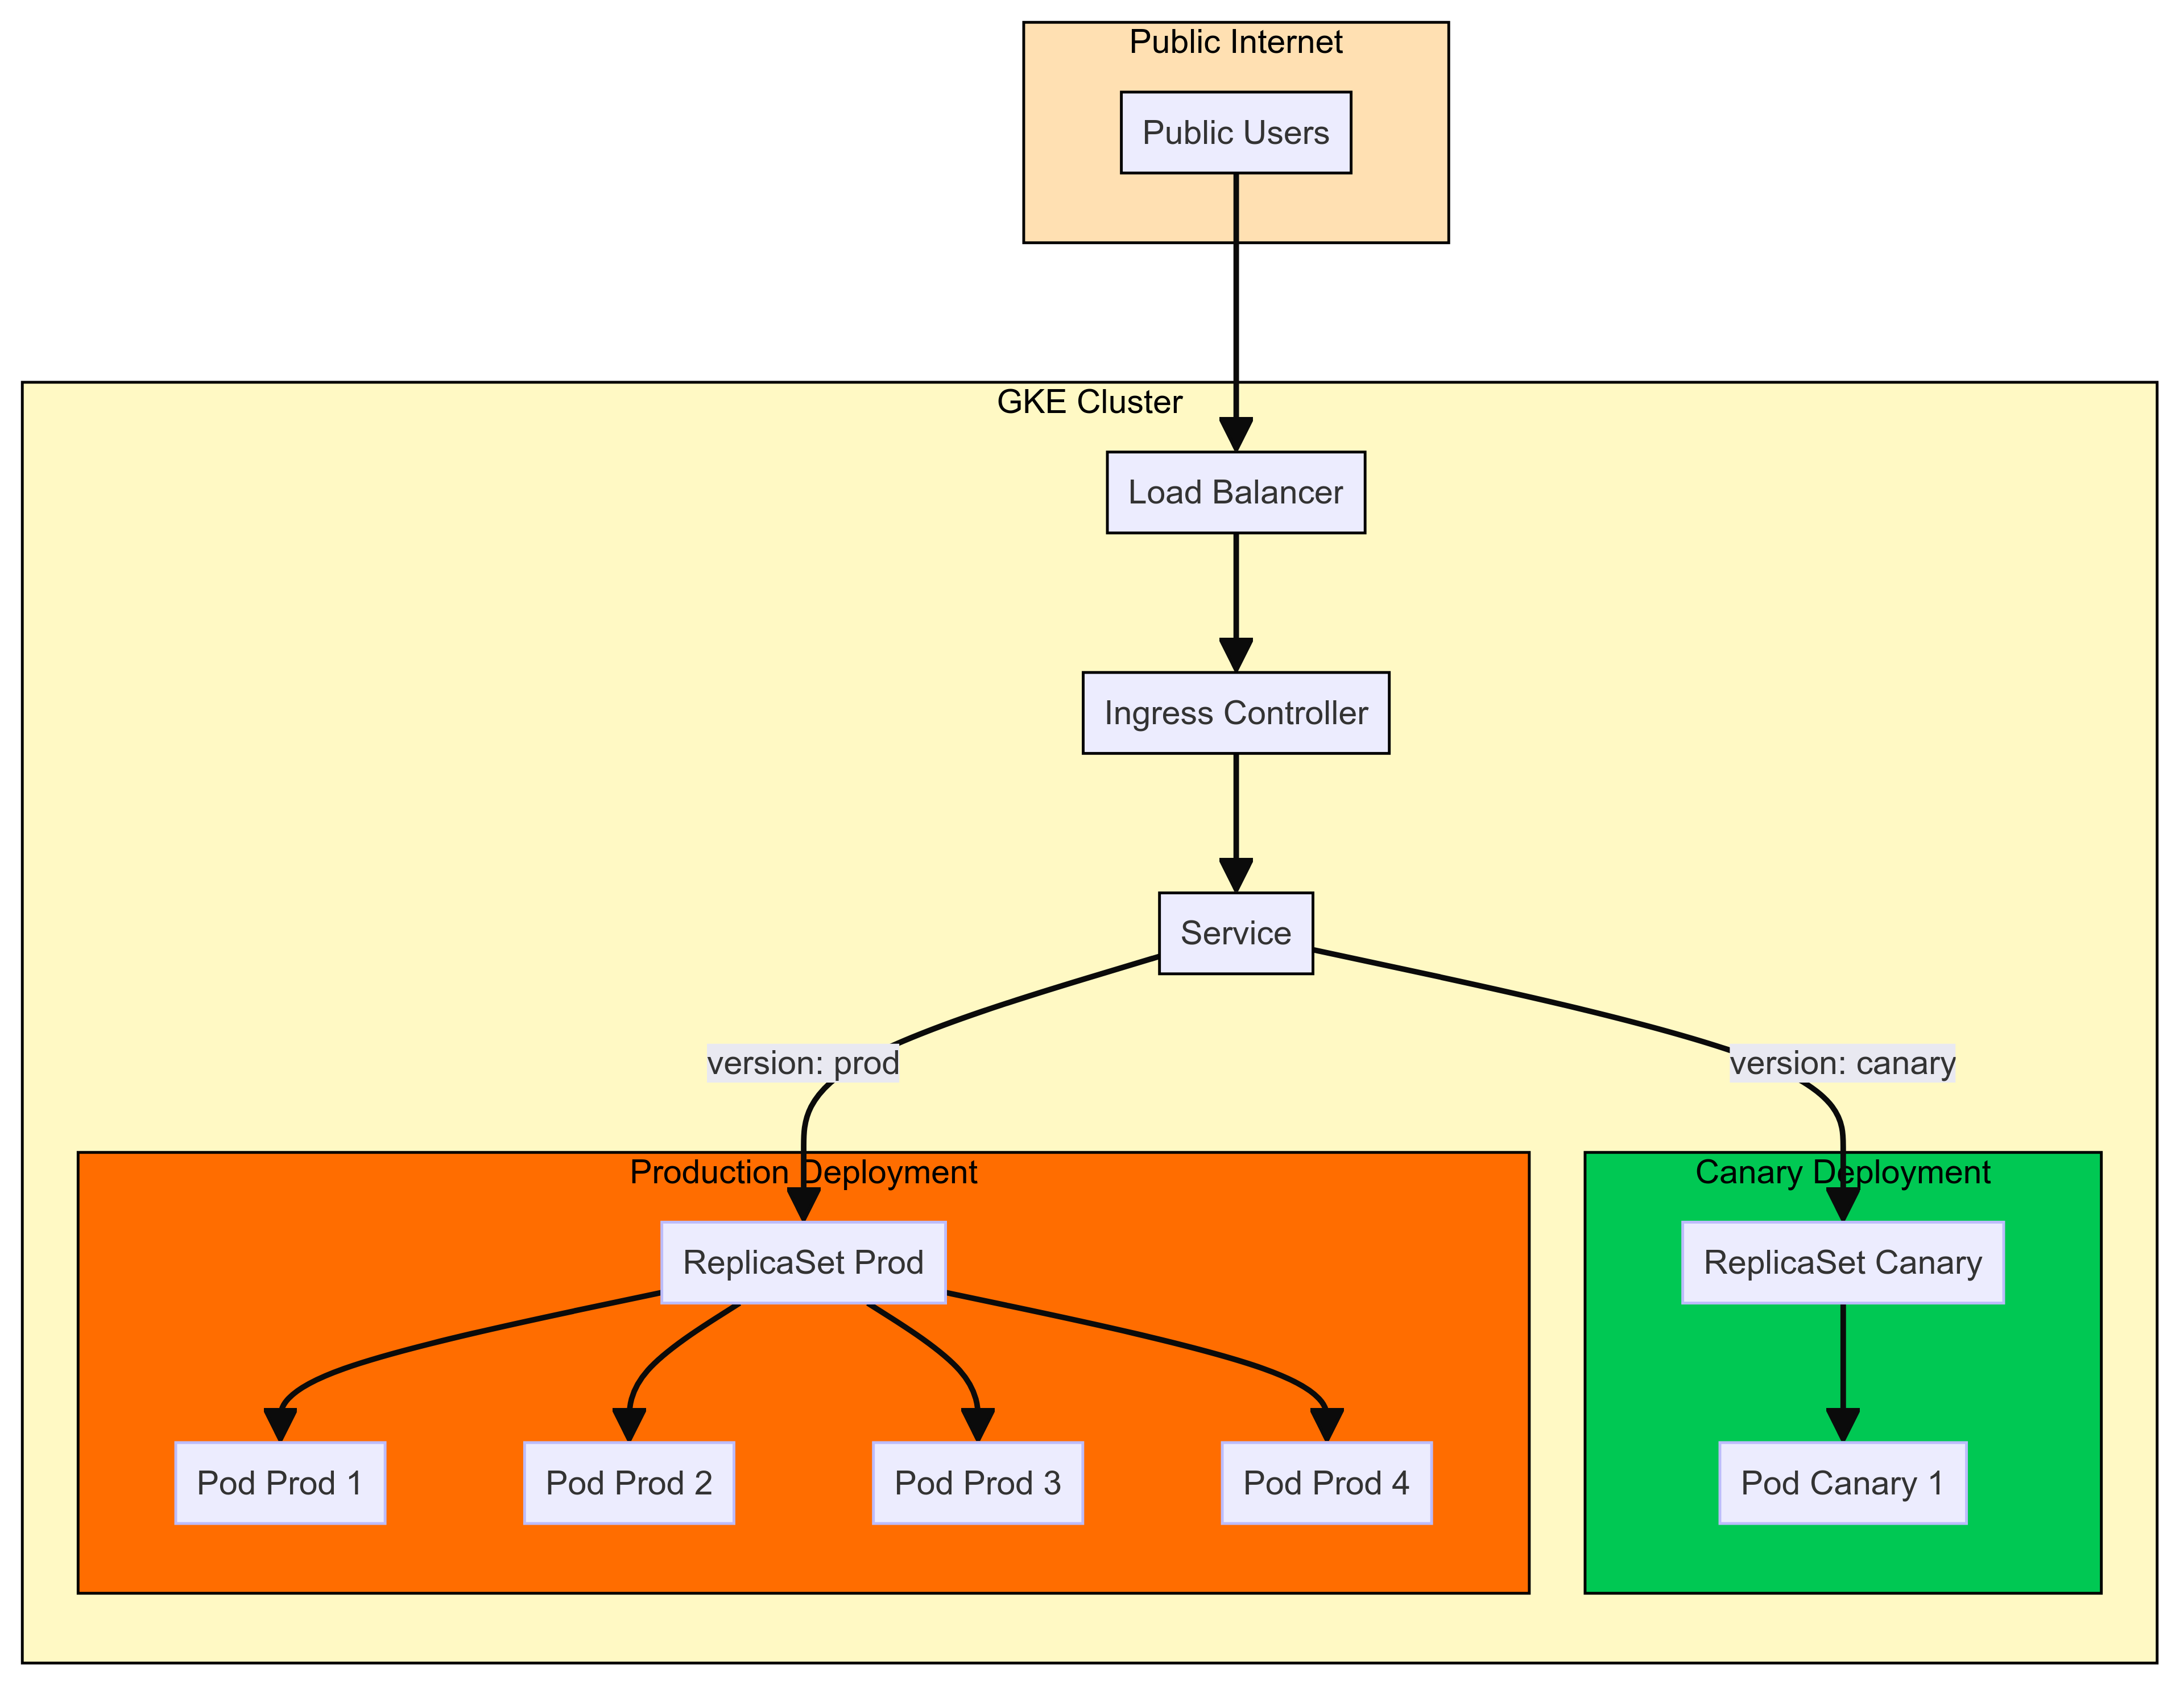 Public Internet
Public Users
GKE Cluster
Load Balancer
Ingress Controller
Service
version: prod
version: canary
Production Deployment
Canary Deployment
ReplicaSet Prod
ReplicaSet Canary
Pod Prod 1
Pod Prod 2
Pod Prod 3
Pod Prod 4
Pod Canary 1